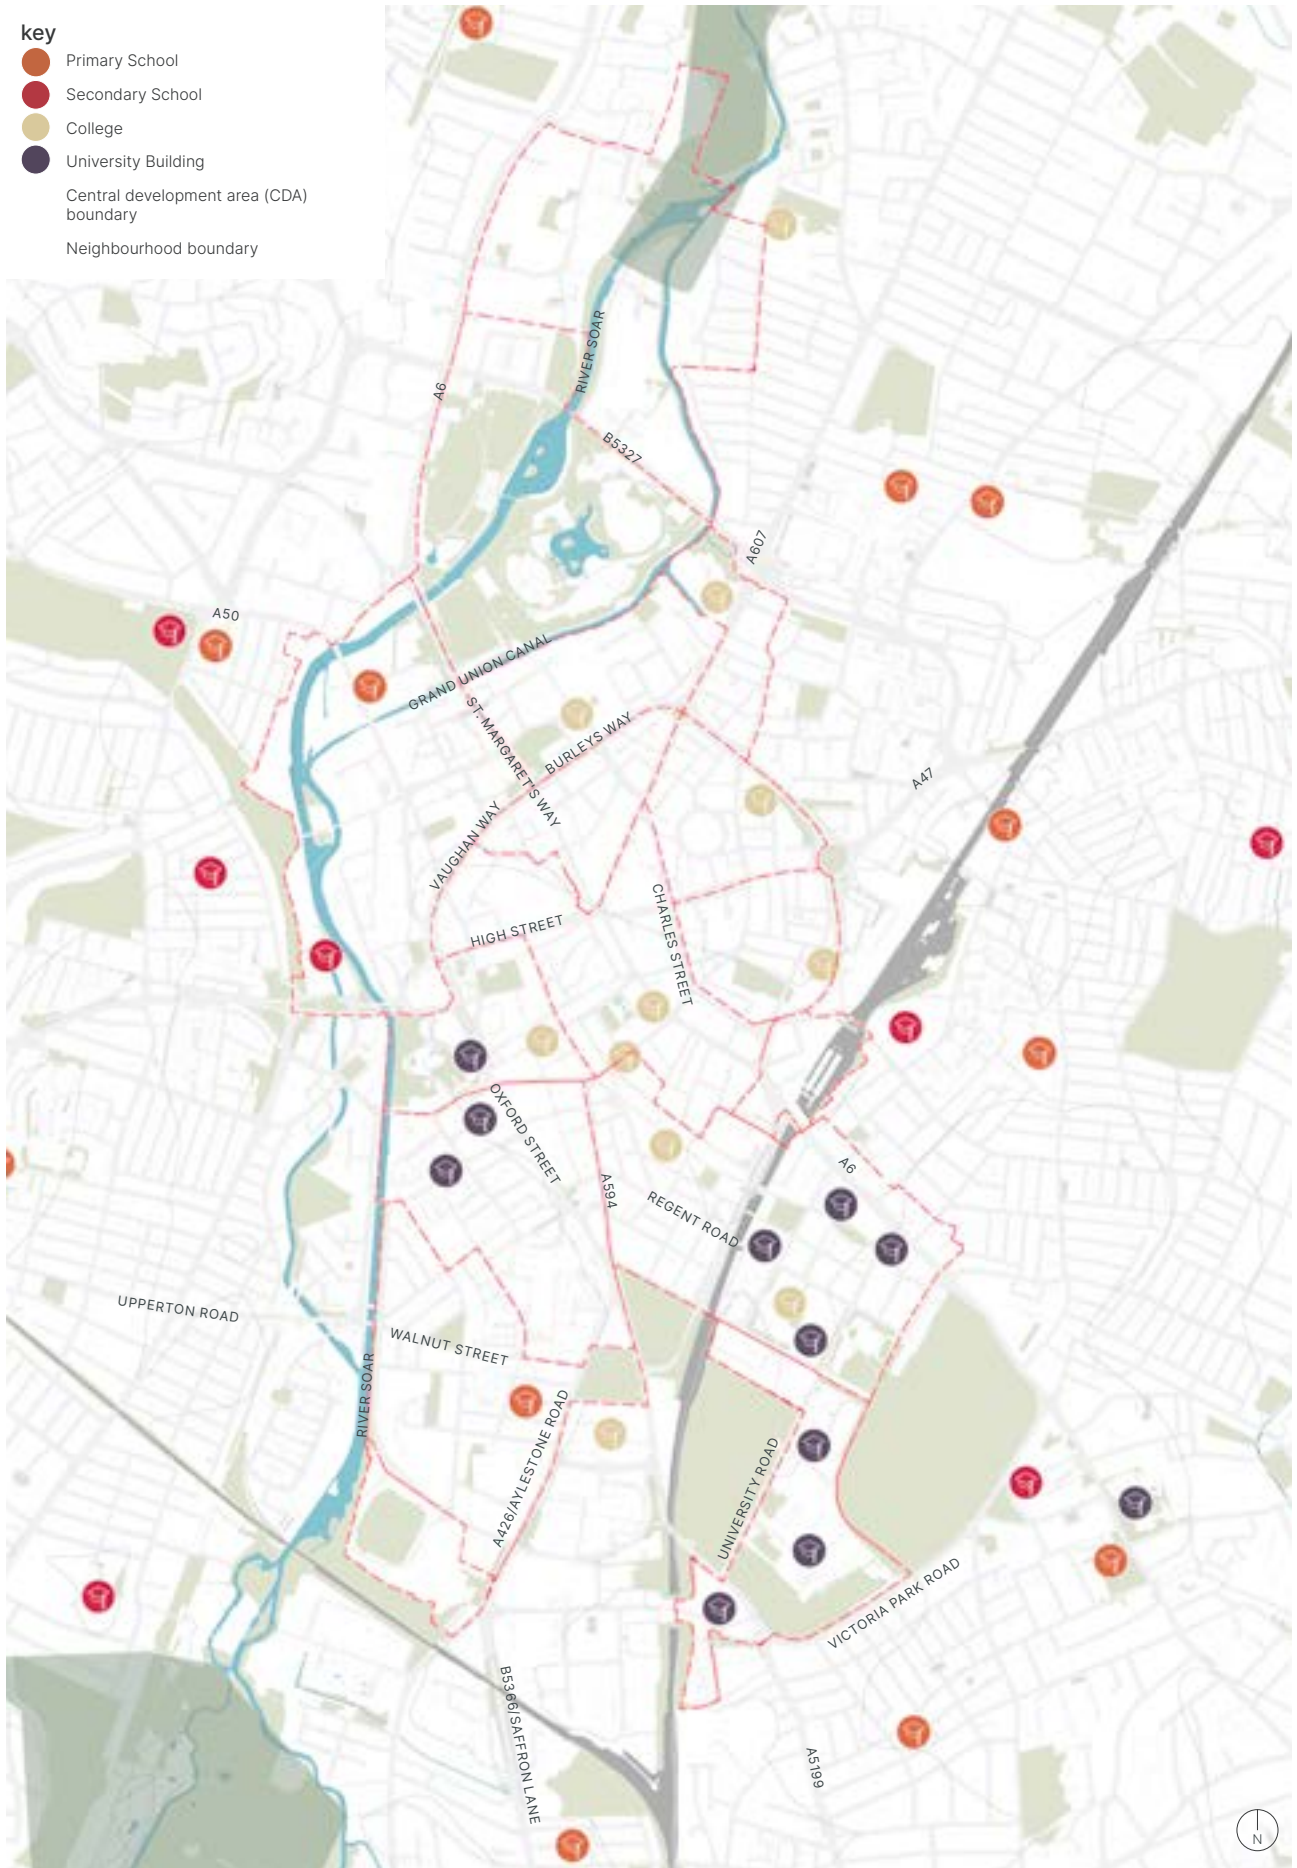 key
Primary School
Secondary School
College
University Building
Central development area (CDA)
boundary
Neighbourhood boundary
RIVER SOAR
A6
B5327
A607
A50
GRAND UNION CANAL
ST. MARGARET'S WAY
BURLEYS WAY
A47
VAUGHAN WAY
CHARLES STREET
HIGH STREET
OXFORD STREET
A6
A594
REGENT ROAD
UPPERTON ROAD
WALNUT STREET
RIVER SOAR
A426/AYLESTONE ROAD
UNIVERSITY ROAD
VICTORIA PARK ROAD
B5366/SAFFRON LANE
A5199
N